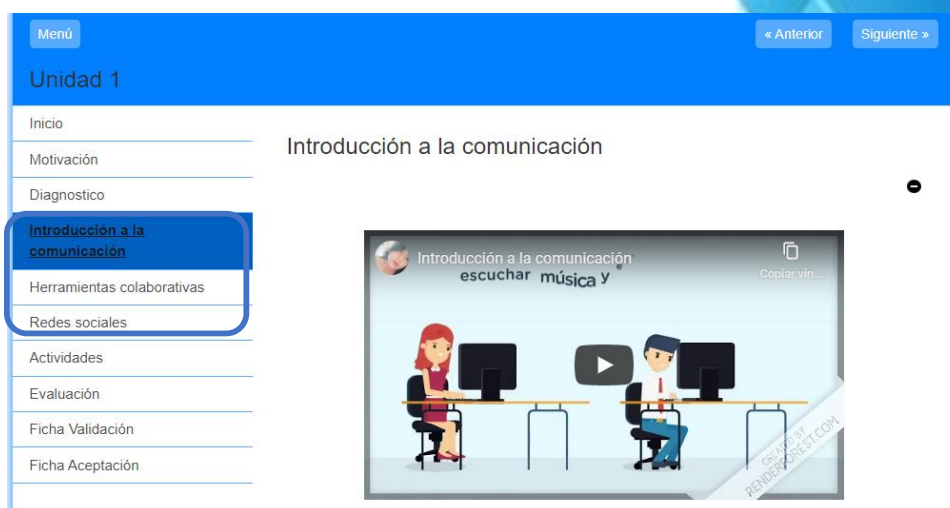 Menú
« Anterior
Siguiente »
Unidad 1
Inicio
Motivación
Diagnostico
Introducción a la
comunicación
Herramientas colaborativas
Redes sociales
Actividades
Evaluación
Ficha Validación
Ficha Aceptación
Introducción a la comunicación
Introducción a la comunicación
Copiar vín...
escuchar música y
CREATED BY
RENDERFOREST.COM